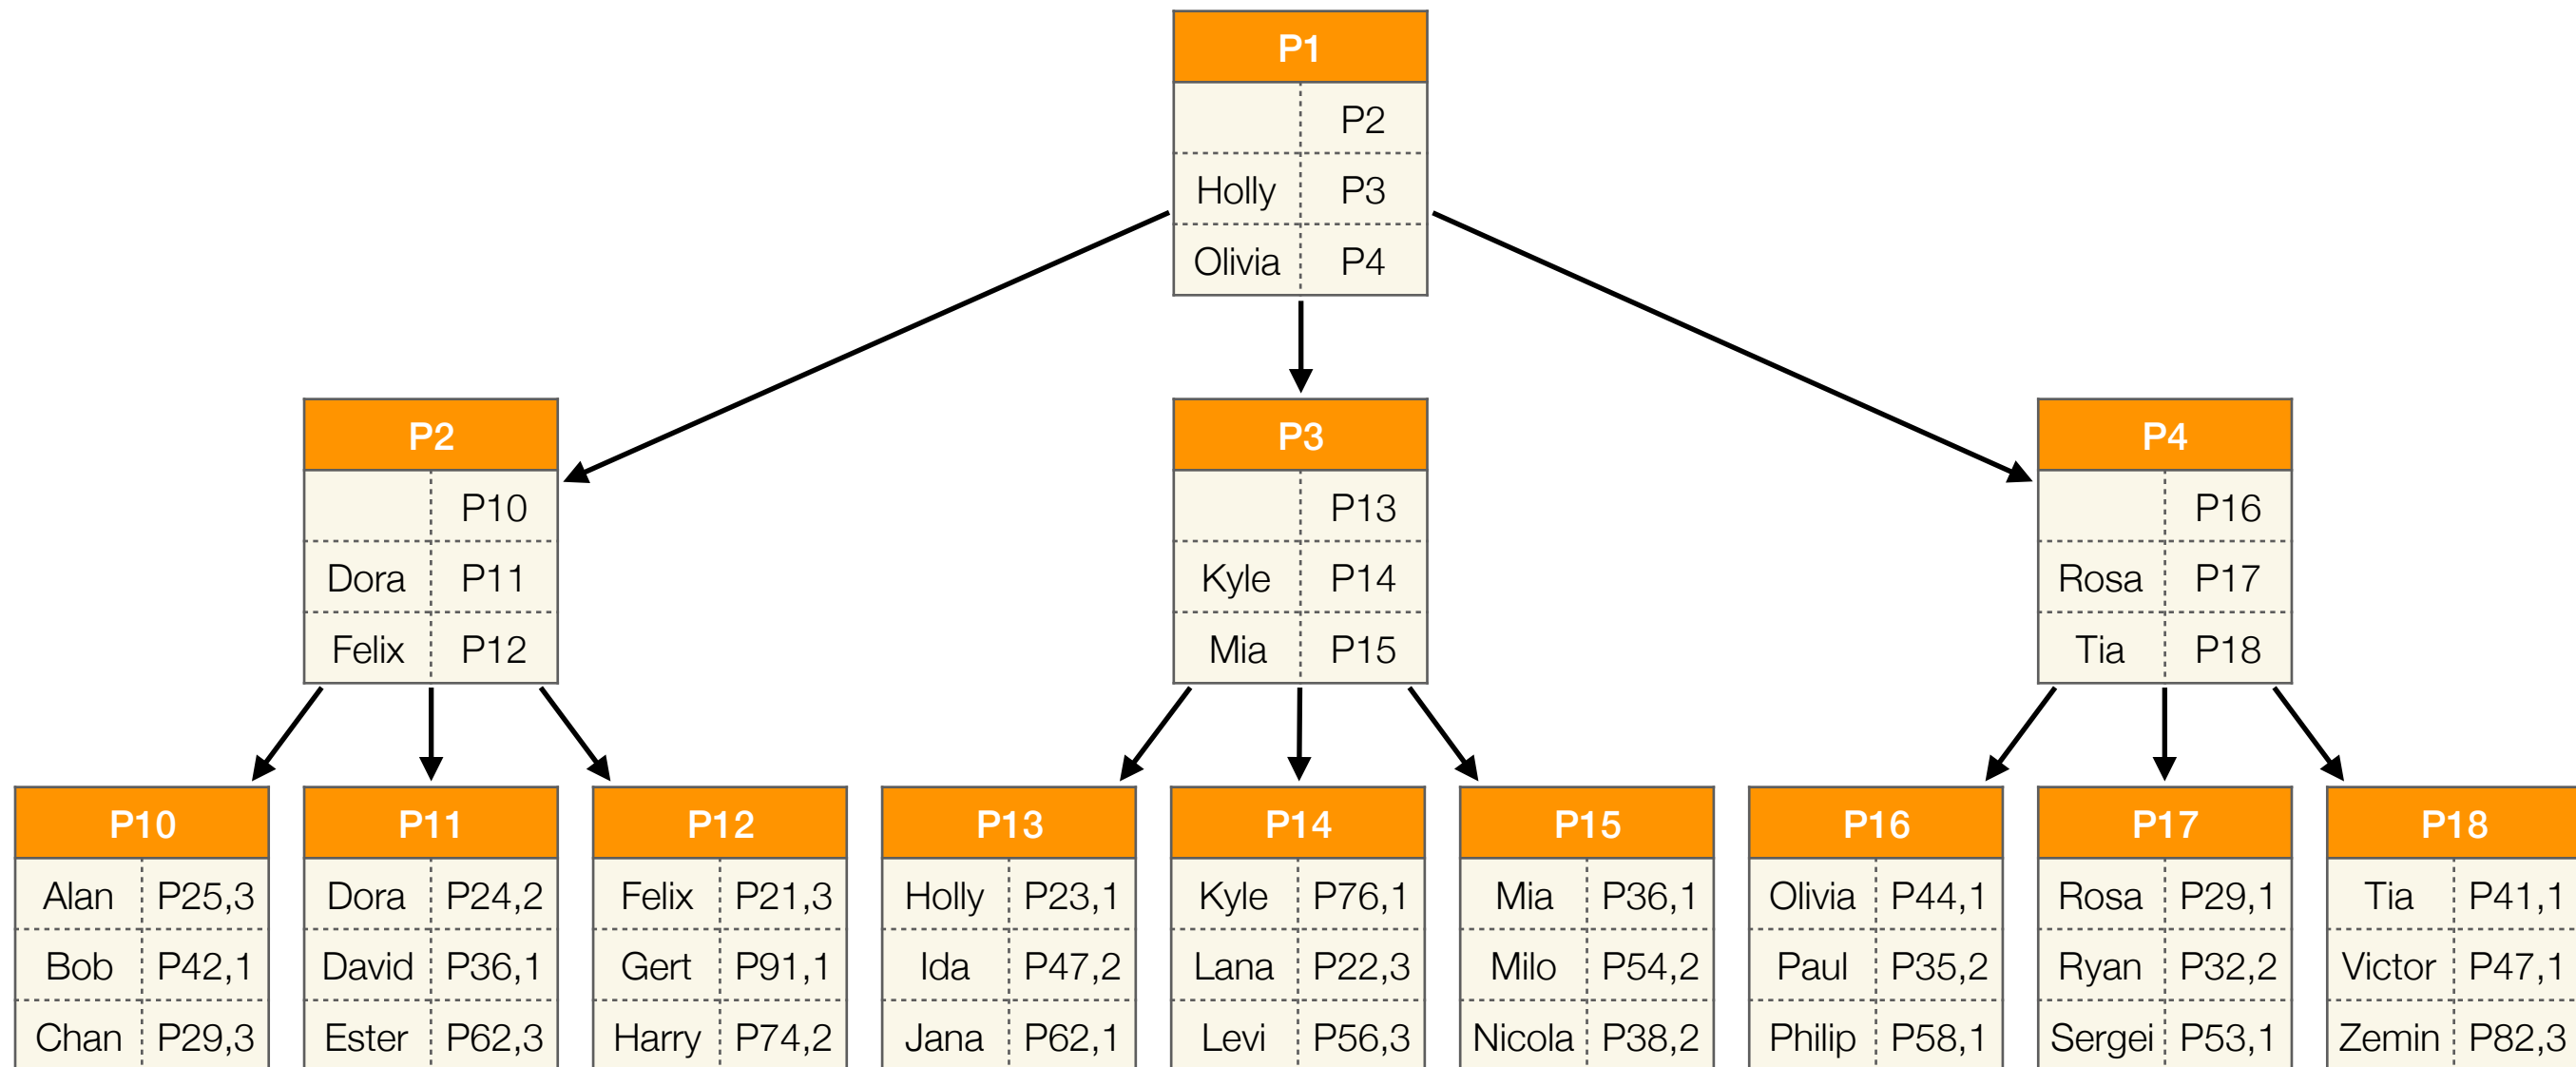 P1
P2
Holly P3
Olivia P4
P2 P3 P4
P10 P13 P16
Dora P11 Kyle P14 Rosa P17
Felix P12 Mia P15 Tia P18
P10 P11 P12 P13 P14 P15 P16 P17 P18
Alan P25,3 Dora P24,2 Felix P21,3 Holly P23,1 Kyle P76,1 Mia P36,1 Olivia P44,1 Rosa P29,1 Tia P41,1
Bob P42,1 David P36,1 Gert P91,1 Ida P47,2 Lana P22,3 Milo P54,2 Paul P35,2 Ryan P32,2 Victor P47,1
Chan P29,3 Ester P62,3 Harry P74,2 Jana P62,1 Levi P56,3 Nicola P38,2 Philip P58,1 Sergei P53,1 Zemin P82,3